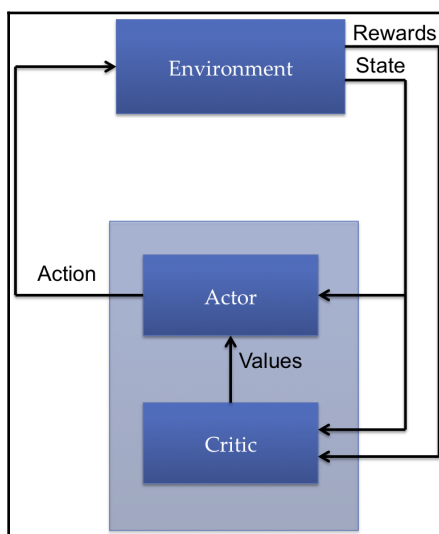 Rewards
Environment
State
Action
Actor
Values
Critic